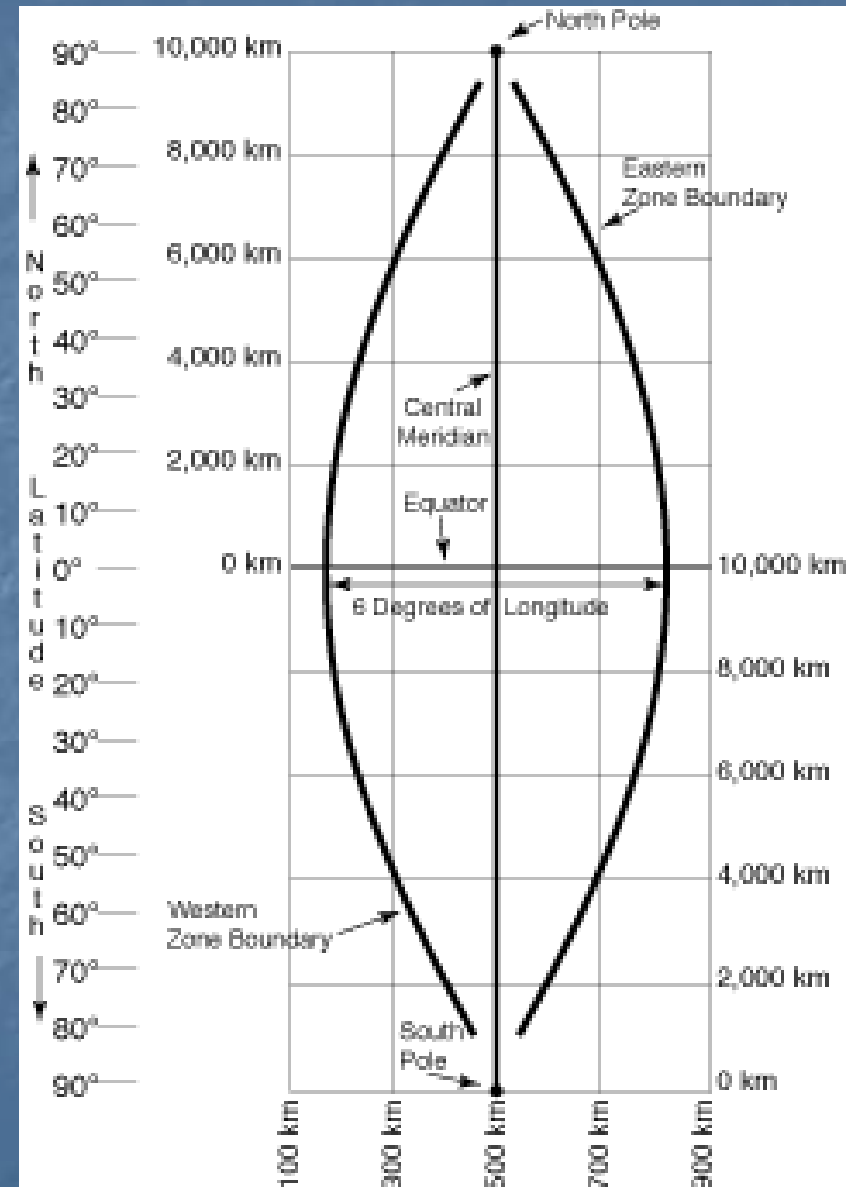 North Pole
90°
10,000 km
80°
8,000 km
70°
Eastern
Zone Boundary
60°
6,000 km
50°
40°
4,000 km
30°
Central
Meridian
20°
2,000 km
10°
Equator
0°
0 km
10,000 km
6 Degrees of Longitude
10°
8,000 km
20°
30°
6,000 km
40°
50°
4,000 km
Western
Zone Boundary
60°
70°
2,000 km
80°
South
Pole
90°
0 km
North Latitude South
100 km
300 km
500 km
700 km
900 km